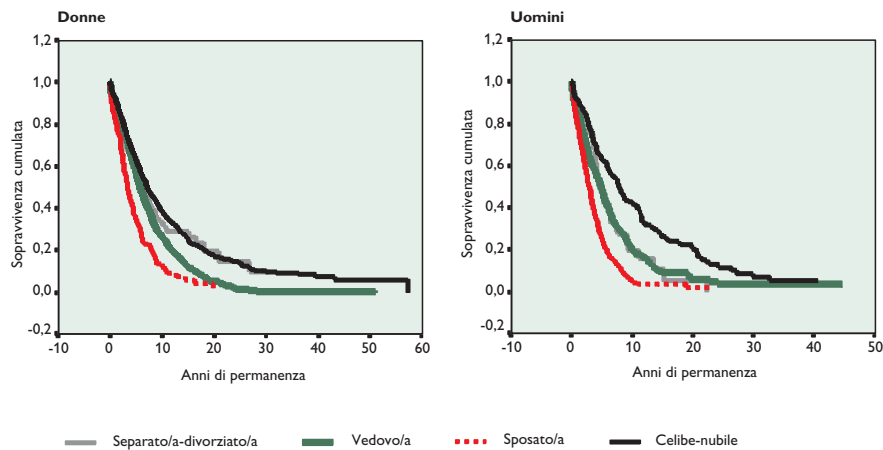 Donne
1,2
1,0
0,8
0,6
0,4
0,2
0,0
-0,2
Sopravvivenza cumulata
-10 0 10 20 30 40 50 60
Anni di permanenza
Uomini
1,2
1,0
0,8
0,6
0,4
0,2
0,0
-0,2
Sopravvivenza cumulata
-10 0 10 20 30 40 50
Anni di permanenza
Separato/a-divorziato/a Vedovo/a Sposato/a Celibe-nubile